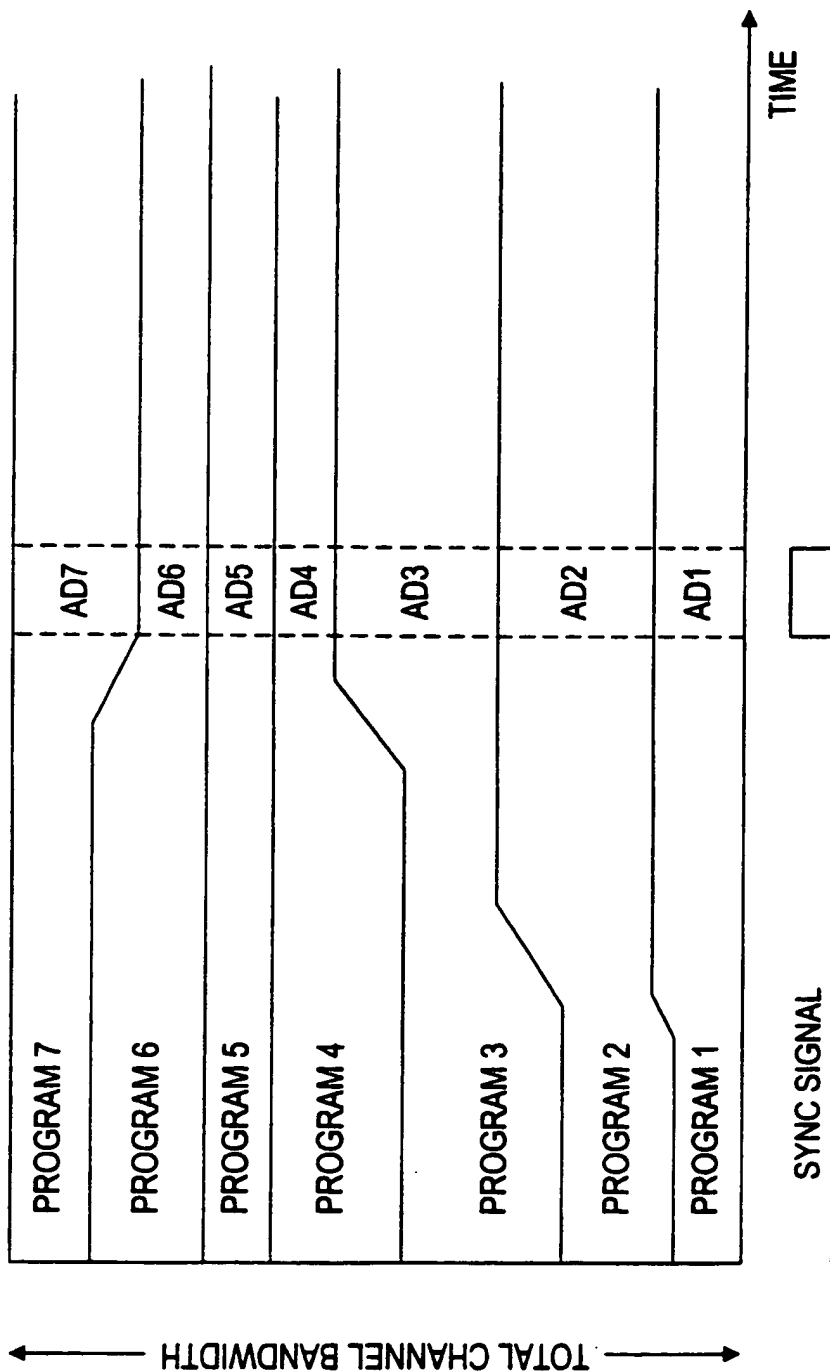 TOTAL CHANNEL BANDWIDTH
PROGRAM 7
AD7
PROGRAM 6
AD6
PROGRAM 5
AD5
PROGRAM 4
AD4
PROGRAM 3
AD3
PROGRAM 2
AD2
PROGRAM 1
AD1
TIME
SYNC SIGNAL